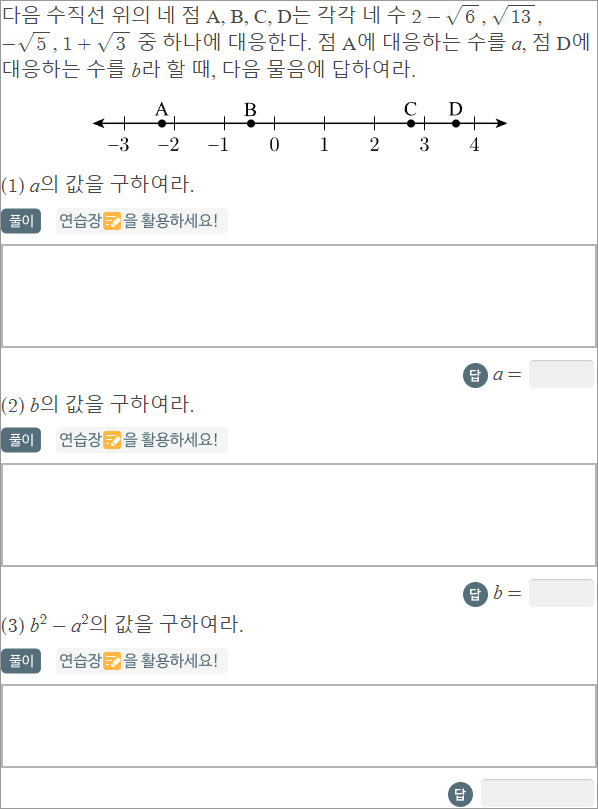 다음 수직선 위의 네 점 A, B, C, D는 각각 네 수 2 − √6 , √13 ,
−√5 , 1 + √3 중 하나에 대응한다. 점 A에 대응하는 수를 a, 점 D에
대응하는 수를 b라 할 때, 다음 물음에 답하여라.
A B C D
−3 −2 −1 0 1 2 3 4
(1) a의 값을 구하여라.
풀이 연습장을 활용하세요!
답 a =
(2) b의 값을 구하여라.
풀이 연습장을 활용하세요!
답 b =
(3) b² − a²의 값을 구하여라.
풀이 연습장을 활용하세요!
답